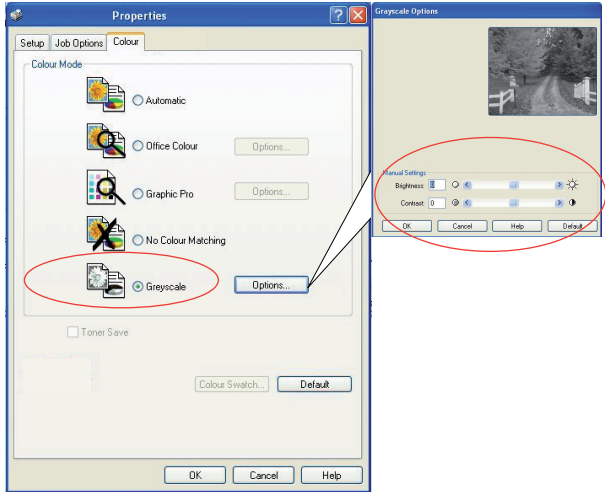 Properties
Setup Job Options Colour
Colour Mode
Automatic
Office Colour Options...
Graphic Pro Options...
No Colour Matching
Greyscale Options...
Toner Save
Colour Swatch... Default
OK Cancel Help
Grayscale Options
Manual Settings
Brightness: 0
Contrast: 0
OK Cancel Help Default